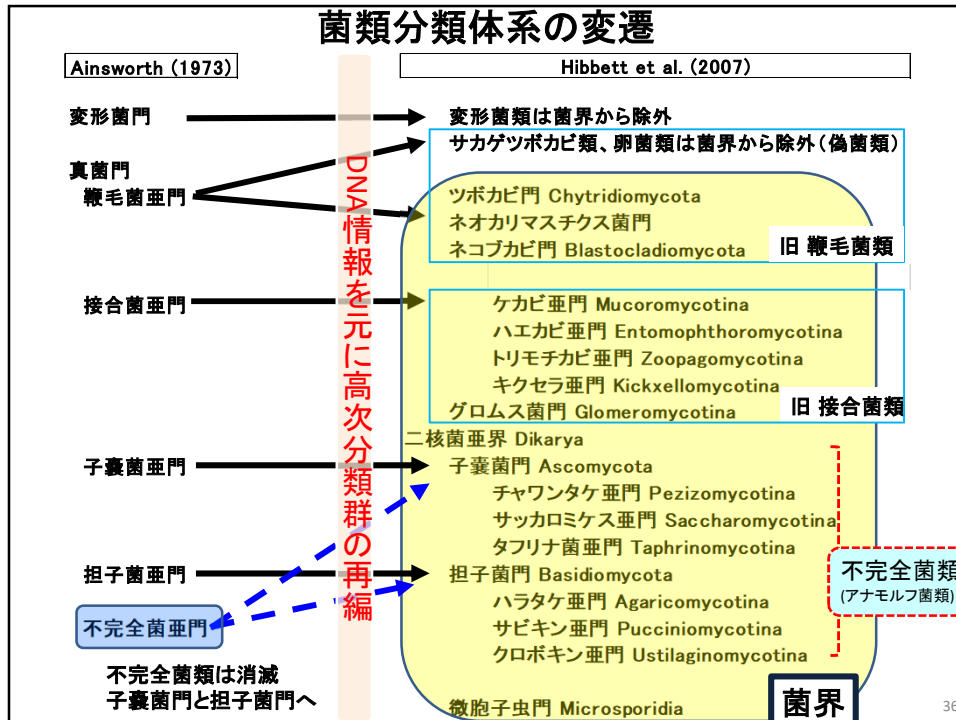 菌類分類体系の変遷
Ainsworth (1973)
Hibbett et al. (2007)
変形菌門
変形菌類は菌界から除外
サカゲツボカビ類、卵菌類は菌界から除外(偽菌類)
真菌門
鞭毛菌亜門
ツボカビ門 Chytridiomycota
ネオカリマスチクス菌門
ネコブカビ門 Blastocladiomycota
旧 鞭毛菌類
接合菌亜門
ケカビ亜門 Mucoromycotina
ハエカビ亜門 Entomophthoromycotina
トリモチカビ亜門 Zoopagomycotina
キクセラ亜門 Kickxellomycotina
旧 接合菌類
グロムス菌門 Glomeromycotina
二核菌亜界 Dikarya
子嚢菌亜門
子嚢菌門 Ascomycota
チャワンタケ亜門 Pezizomycotina
サッカロミケス亜門 Saccharomycotina
タフリナ菌亜門 Taphrinomycotina
担子菌亜門
担子菌門 Basidiomycota
ハラタケ亜門 Agaricomycotina
サビキン亜門 Pucciniomycotina
クロボキン亜門 Ustilaginomycotina
不完全菌類
(アナモルフ菌類)
不完全菌亜門
不完全菌類は消滅
子嚢菌門と担子菌門へ
微胞子虫門 Microsporidia
菌界
DNA情報を元に高次分類群の再編
36